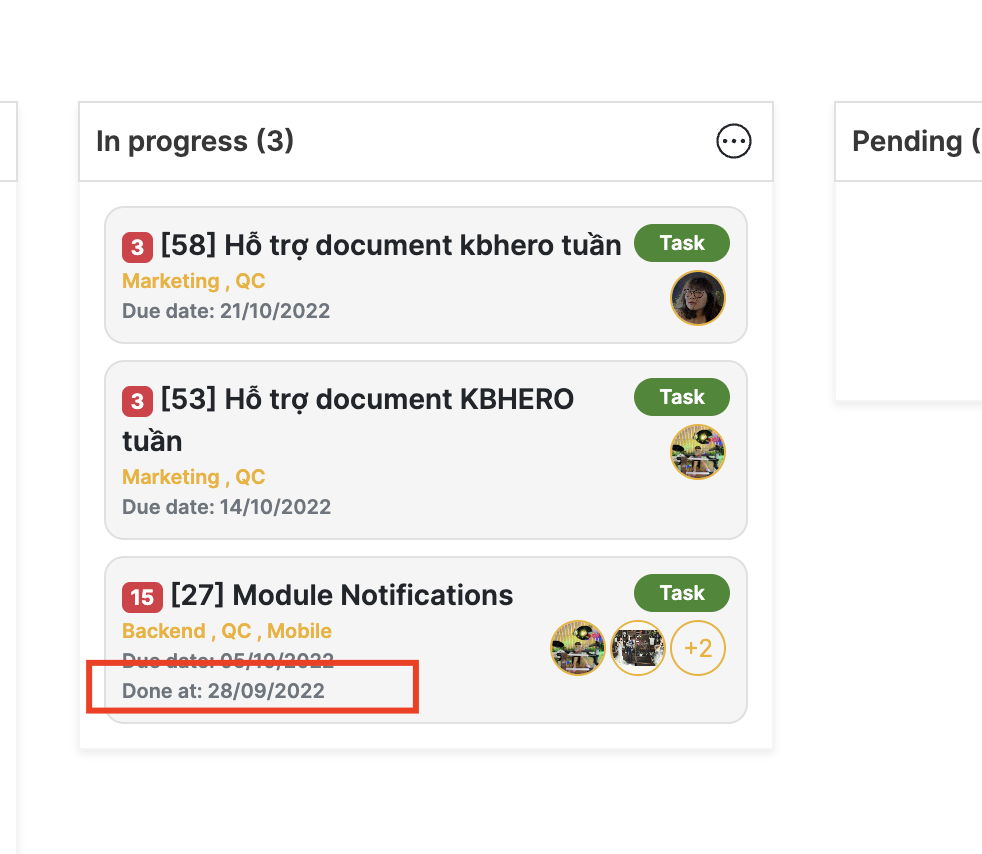 In progress (3)
3 [58] Hỗ trợ document kbhero tuần
Task
Marketing , QC
Due date: 21/10/2022
3 [53] Hỗ trợ document KBHERO
tuần
Task
Marketing , QC
Due date: 14/10/2022
15 [27] Module Notifications
Task
Backend , QC , Mobile
+2
Due date: 05/10/2022
Done at: 28/09/2022
Pending (